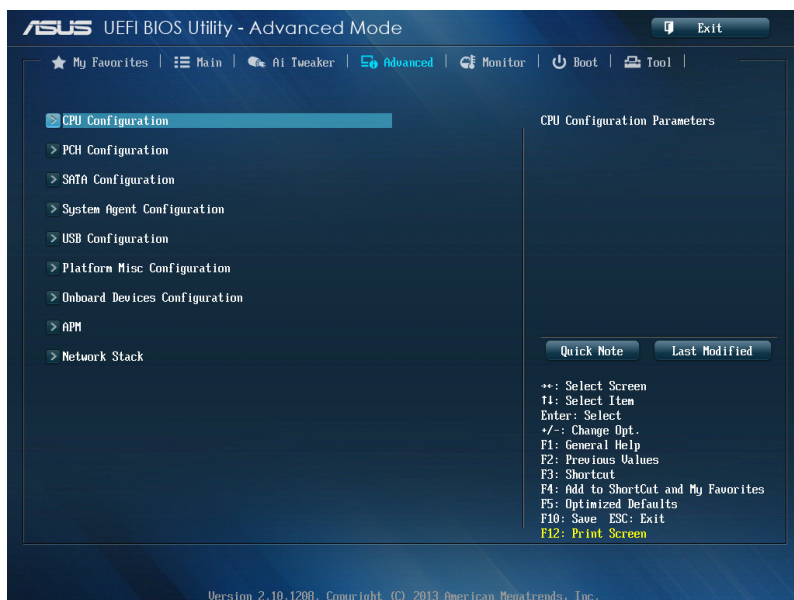 ASUS UEFI BIOS Utility - Advanced Mode
Exit
My Favorites | Main | Ai Tweaker | Advanced | Monitor | Boot | Tool |
CPU Configuration
PCH Configuration
SATA Configuration
System Agent Configuration
USB Configuration
Platform Misc Configuration
Onboard Devices Configuration
APM
Network Stack
CPU Configuration Parameters
Quick Note
Last Modified
→←: Select Screen
↑↓: Select Item
Enter: Select
+/-: Change Opt.
F1: General Help
F2: Previous Values
F3: Shortcut
F4: Add to ShortCut and My Favorites
F5: Optimized Defaults
F10: Save ESC: Exit
F12: Print Screen
Version 2.10.1208. Copyright (C) 2013 American Megatrends, Inc.